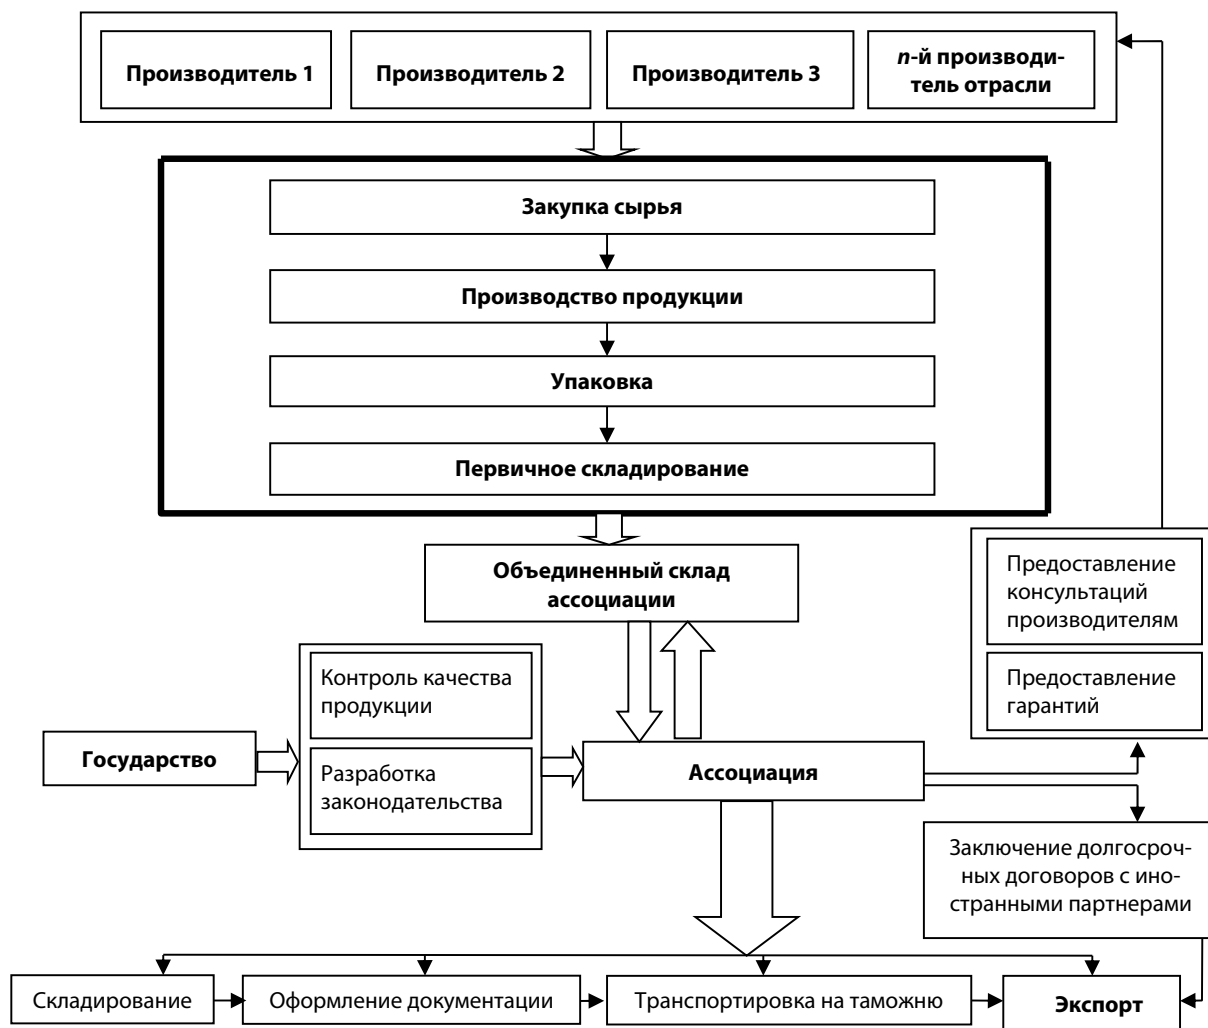 Производитель 1
Производитель 2
Производитель 3
n-й производи-
тель отрасли
Закупка сырья
Производство продукции
Упаковка
Первичное складирование
Объединенный склад
ассоциации
Предоставление
консультаций
производителям
Предоставление
гарантий
Контроль качества
продукции
Государство
Разработка
законодательства
Ассоциация
Заключение долгосроч-
ных договоров с ино-
странными партнерами
Складирование
Оформление документации
Транспортировка на таможню
Экспорт